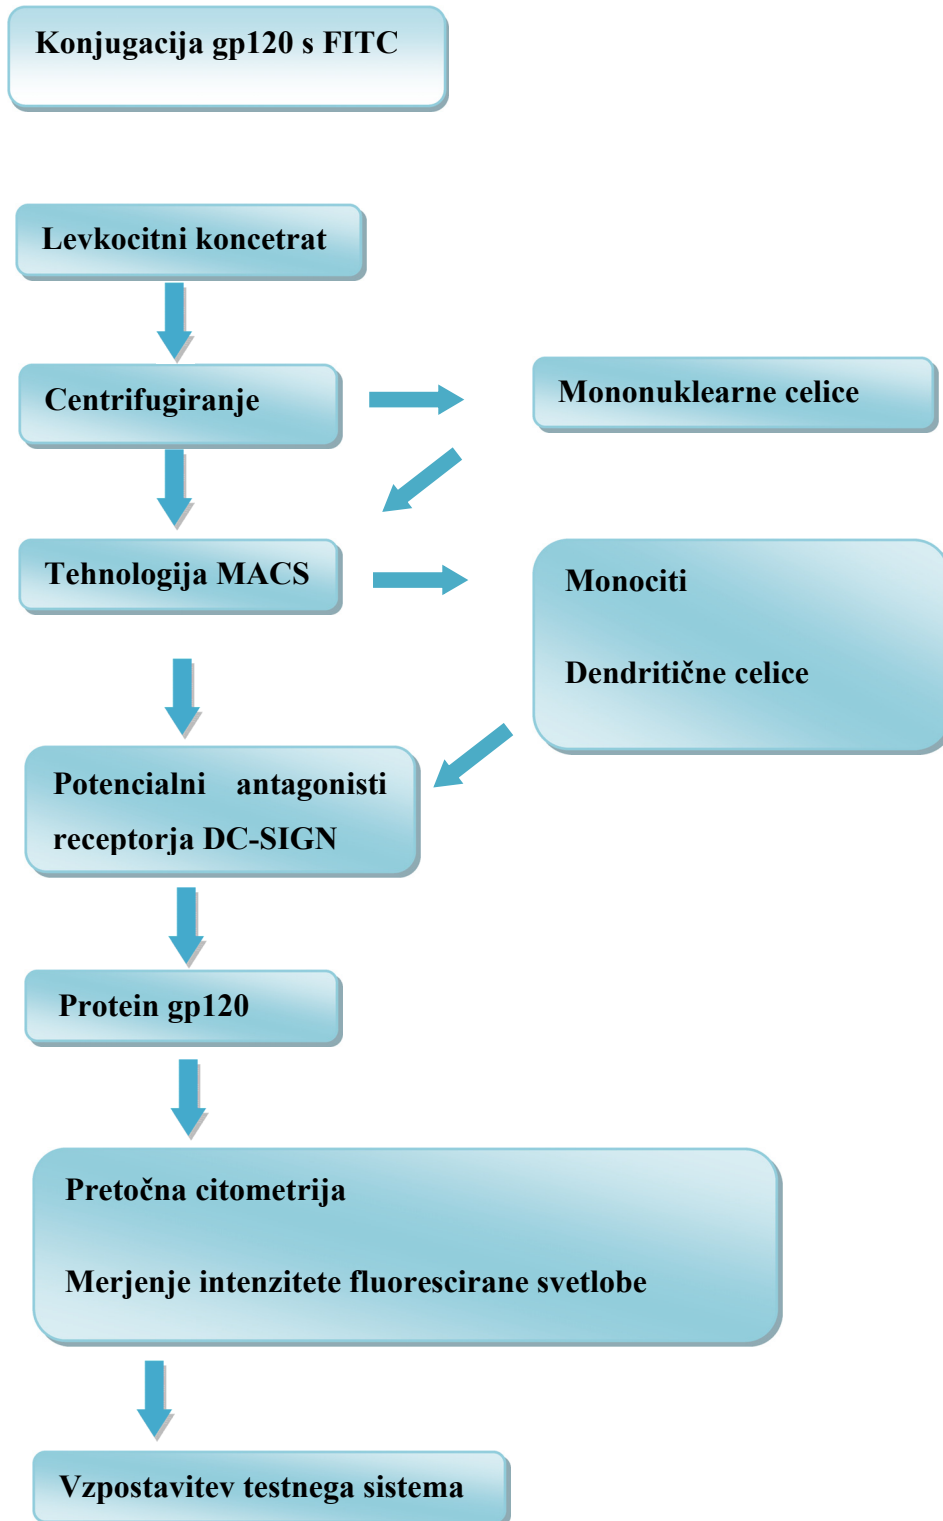 Konjugacija gp120 s FITC
Levkocitni koncetrat
Centrifugiranje
Mononuklearne celice
Tehnologija MACS
Monociti
Dendritične celice
Potencialni antagonisti
receptorja DC-SIGN
Protein gp120
Pretočna citometrija
Merjenje intenzitete fluorescirane svetlobe
Vzpostavitev testnega sistema